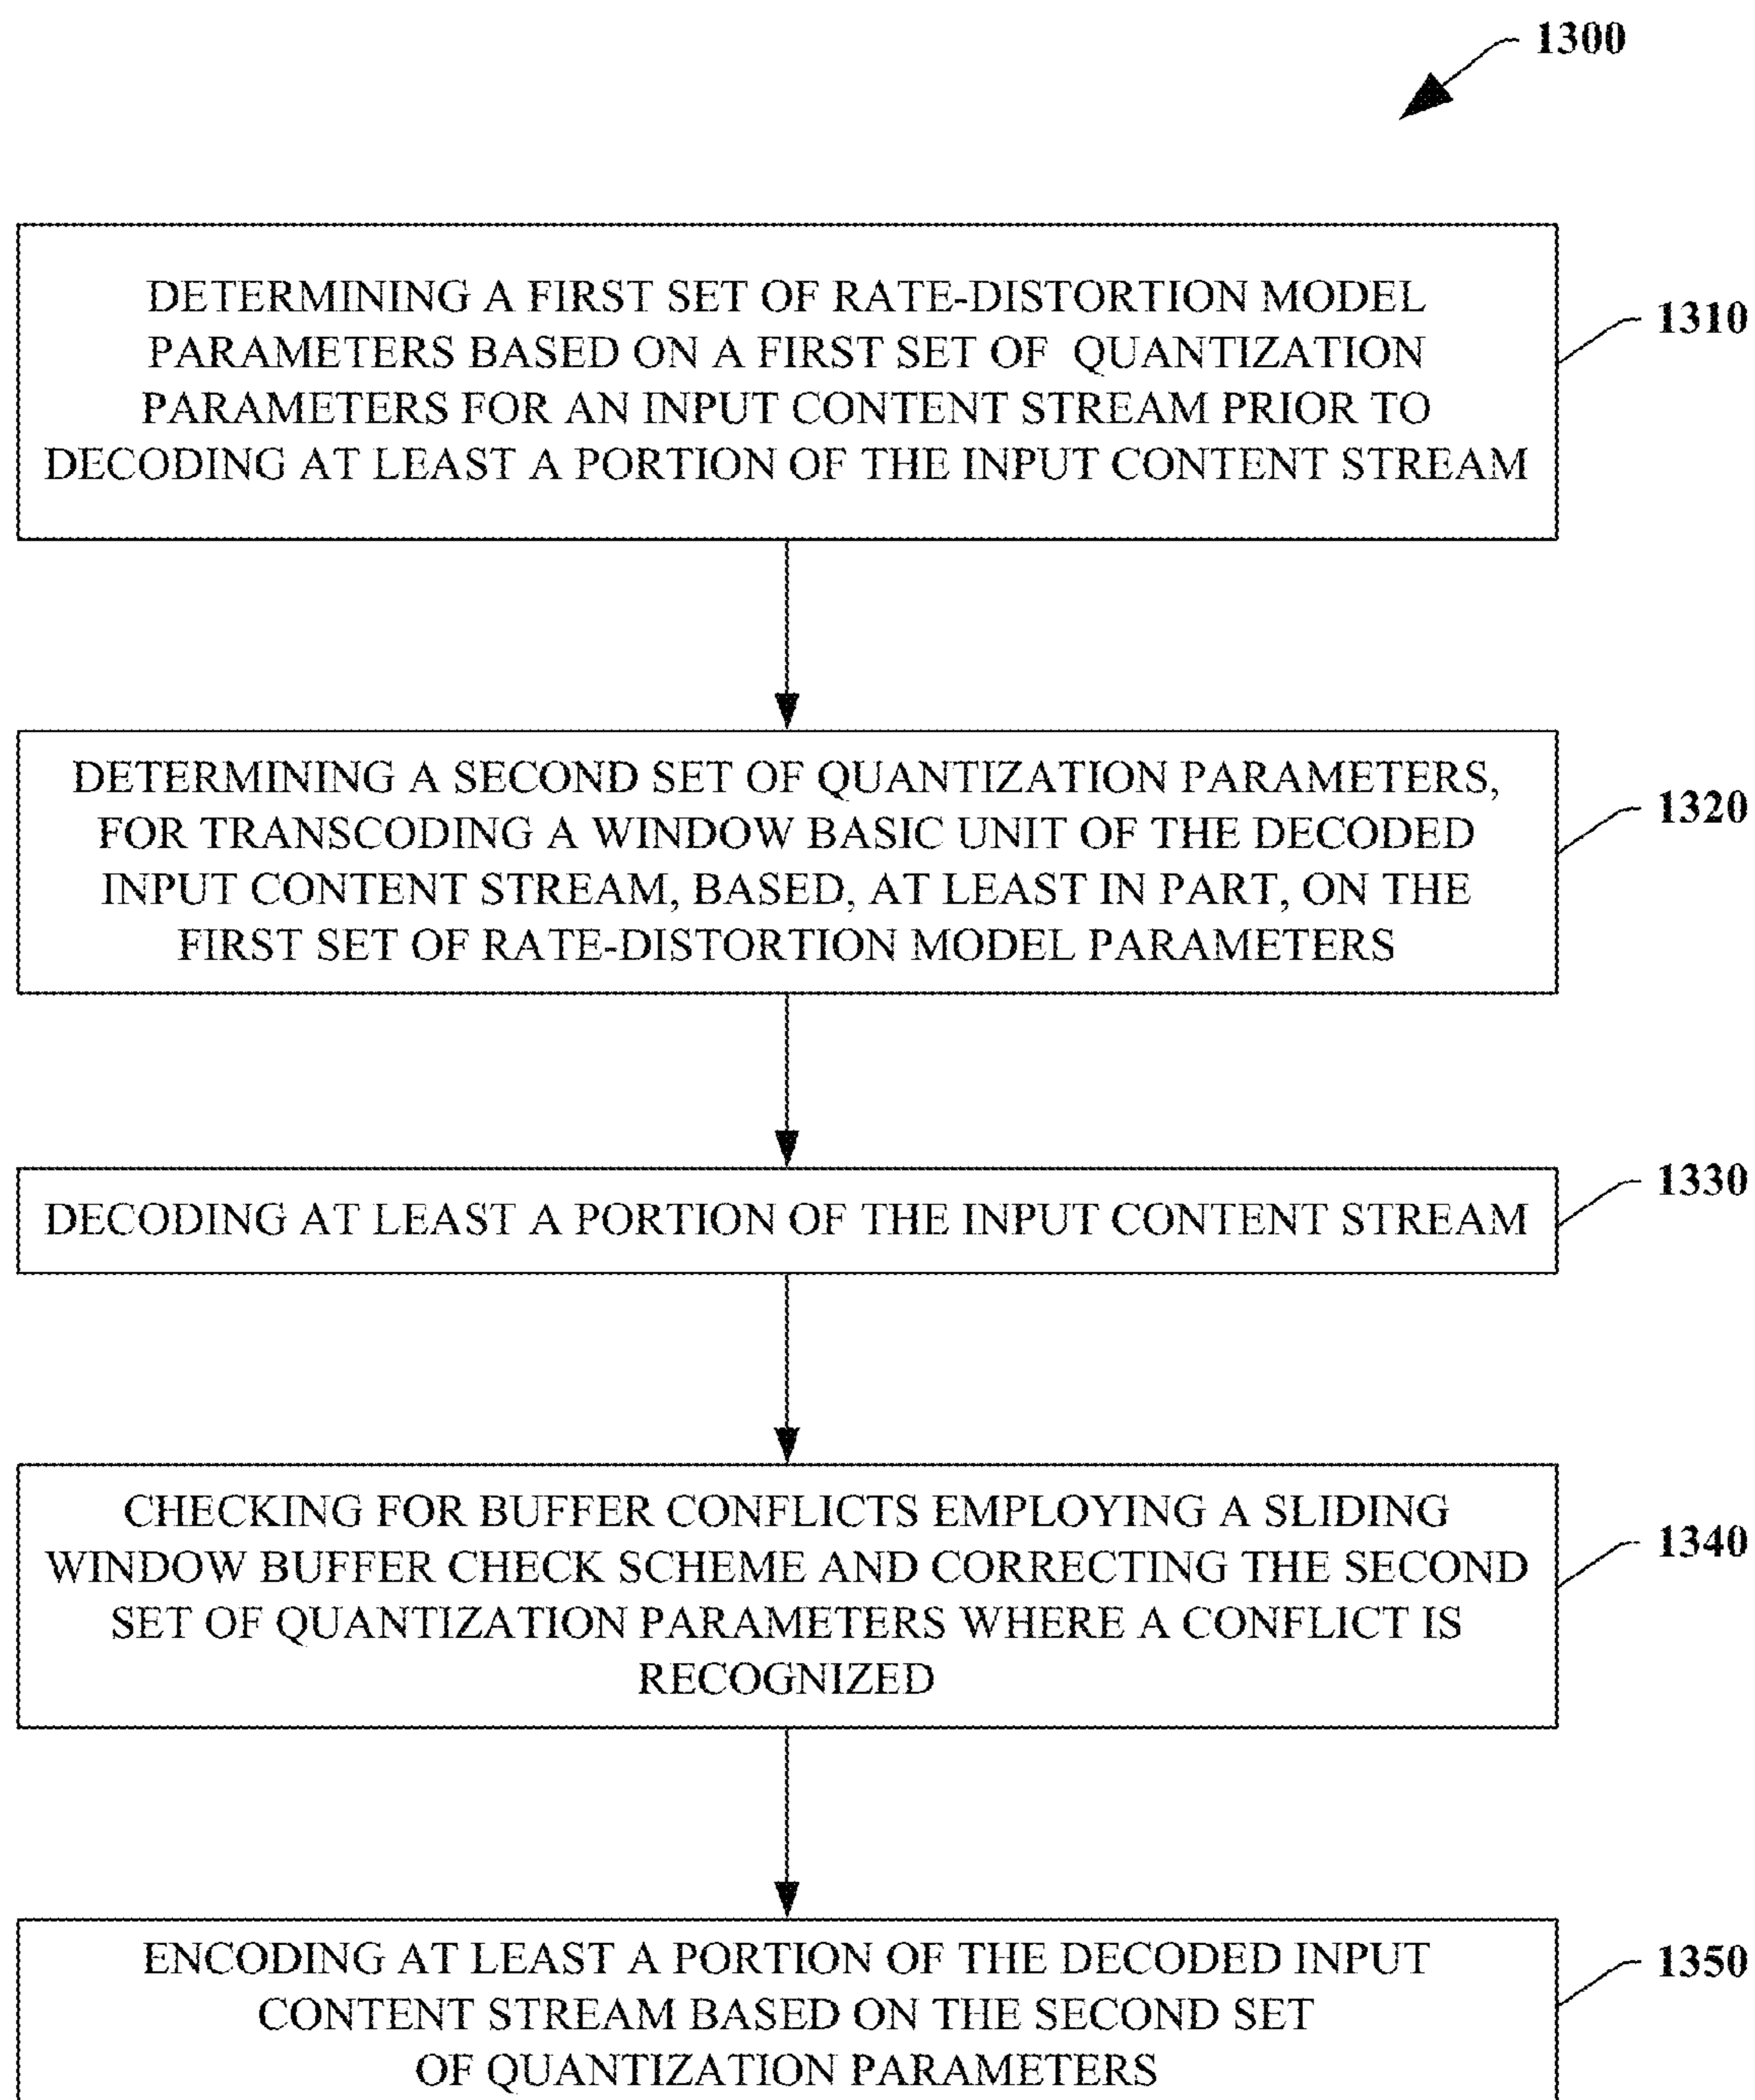 1300
DETERMINING A FIRST SET OF RATE-DISTORTION MODEL
PARAMETERS BASED ON A FIRST SET OF QUANTIZATION
PARAMETERS FOR AN INPUT CONTENT STREAM PRIOR TO
DECODING AT LEAST A PORTION OF THE INPUT CONTENT STREAM
1310
DETERMINING A SECOND SET OF QUANTIZATION PARAMETERS,
FOR TRANSCODING A WINDOW BASIC UNIT OF THE DECODED
INPUT CONTENT STREAM, BASED, AT LEAST IN PART, ON THE
FIRST SET OF RATE-DISTORTION MODEL PARAMETERS
1320
DECODING AT LEAST A PORTION OF THE INPUT CONTENT STREAM
1330
CHECKING FOR BUFFER CONFLICTS EMPLOYING A SLIDING
WINDOW BUFFER CHECK SCHEME AND CORRECTING THE SECOND
SET OF QUANTIZATION PARAMETERS WHERE A CONFLICT IS
RECOGNIZED
1340
ENCODING AT LEAST A PORTION OF THE DECODED INPUT
CONTENT STREAM BASED ON THE SECOND SET
OF QUANTIZATION PARAMETERS
1350